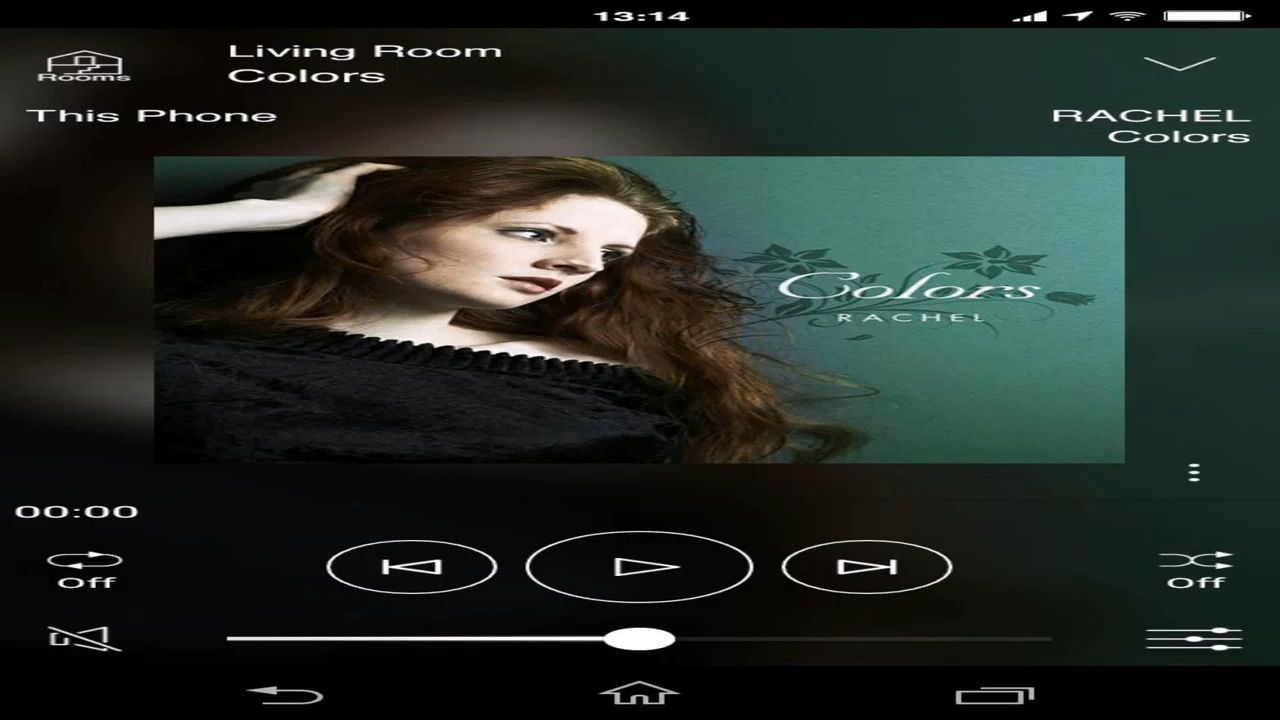 13:14
Living Room
Colors
Rooms
This Phone
RACHEL
Colors
Colors
RACHEL
00:00
Off
Off